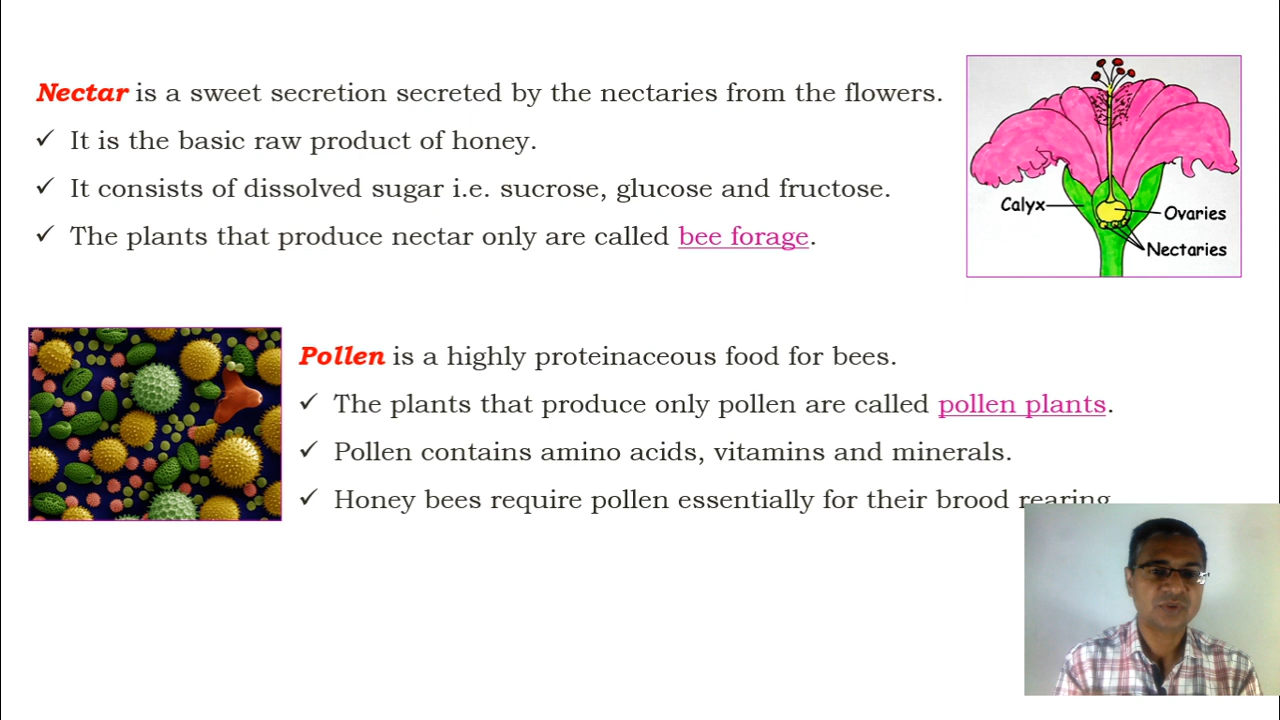 Nectar is a sweet secretion secreted by the nectaries from the flowers.
✓ It is the basic raw product of honey.
✓ It consists of dissolved sugar i.e. sucrose, glucose and fructose.
✓ The plants that produce nectar only are called bee forage.
Calyx
Ovaries
Nectaries
Pollen is a highly proteinaceous food for bees.
✓ The plants that produce only pollen are called pollen plants.
✓ Pollen contains amino acids, vitamins and minerals.
✓ Honey bees require pollen essentially for their brood rearing